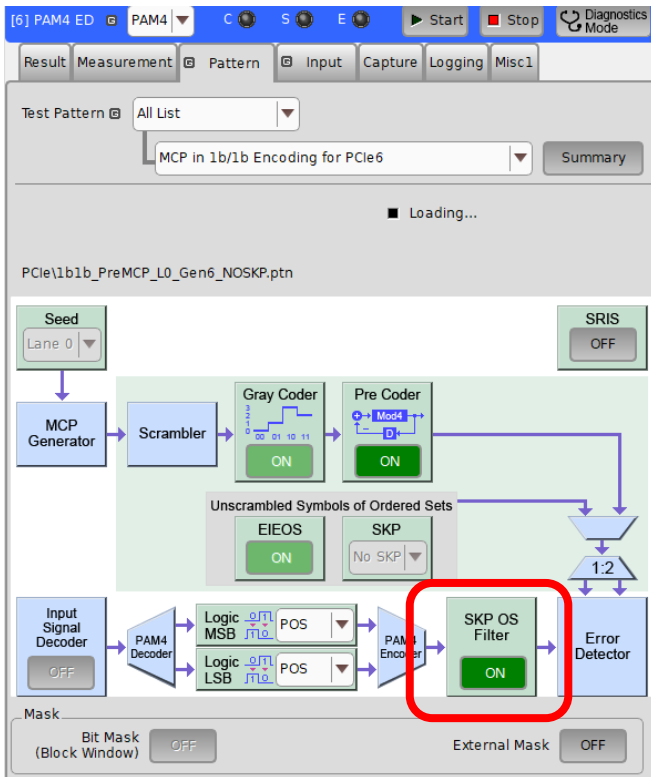 [6] PAM4 ED G PAM4 C S E Start Stop Diagnostics Mode
Result Measurement G Pattern G Input Capture Logging Misc1
Test Pattern G All List
MCP in 1b/1b Encoding for PCIe6 Summary
Loading...
PCIe\1b1b_PreMCP_L0_Gen6_NOSKP.ptn
Seed
Lane 0
SRIS
OFF
MCP
Generator
Scrambler
Gray Coder
3
2
1
0
00 01 10 11
ON
Pre Coder
Mod4
D
ON
Unscrambled Symbols of Ordered Sets
EIEOS
ON
SKP
No SKP
1:2
Input
Signal
Decoder
OFF
PAM4
Decoder
Logic
MSB
0 1
POS
Logic
LSB
0 1
POS
PAM4
Encoder
SKP OS
Filter
ON
Error
Detector
Mask
Bit Mask
(Block Window)
OFF
External Mask OFF